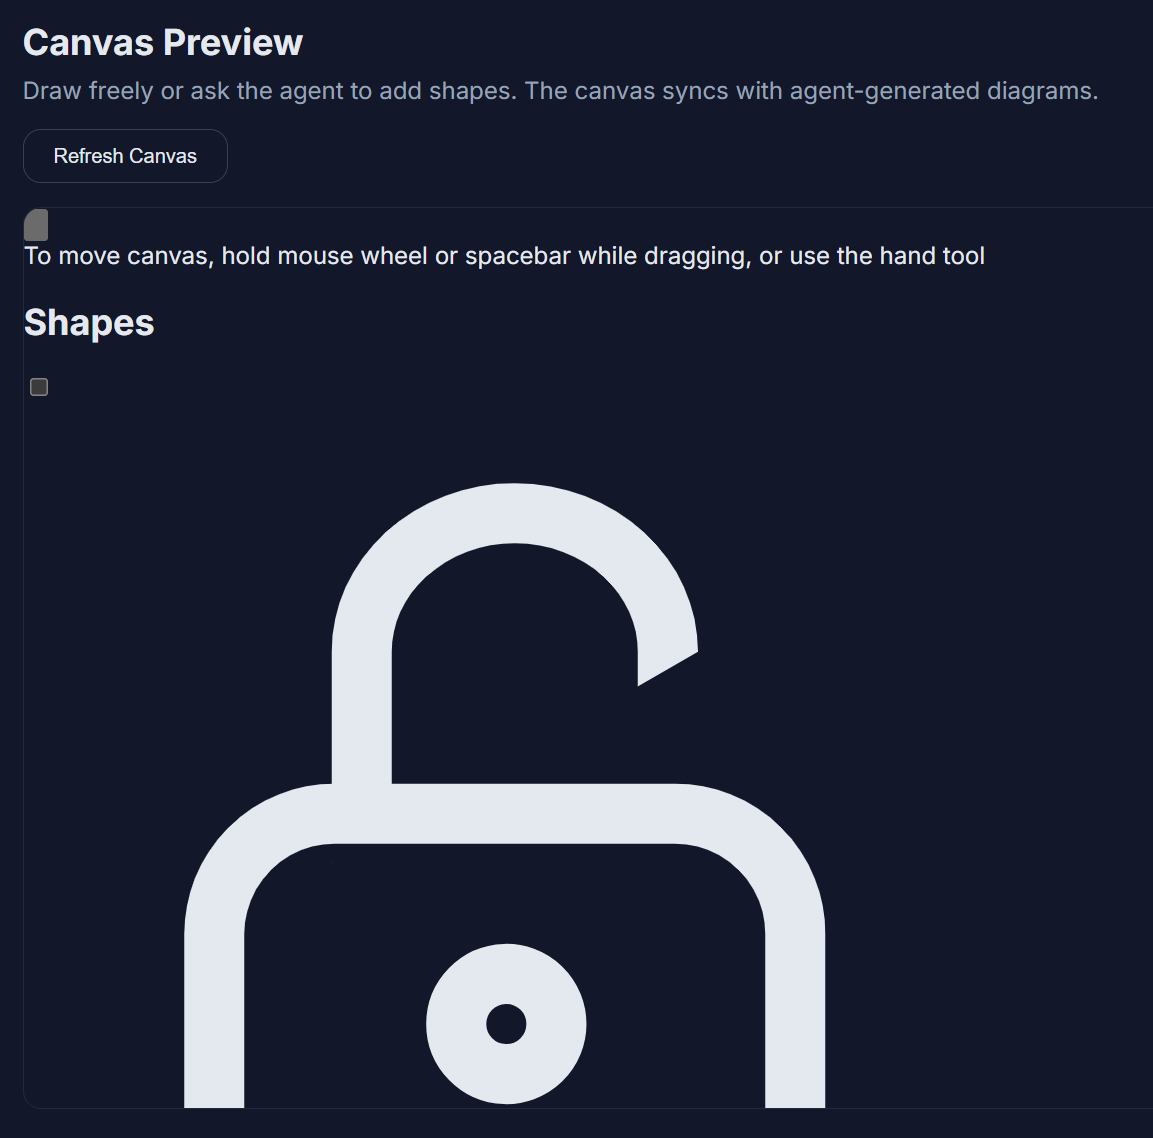 Canvas Preview
Draw freely or ask the agent to add shapes. The canvas syncs with agent-generated diagrams.
Refresh Canvas
To move canvas, hold mouse wheel or spacebar while dragging, or use the hand tool
Shapes